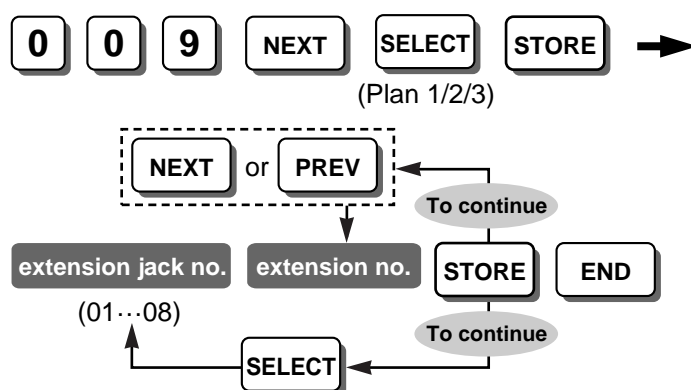 0 0 9 NEXT SELECT STORE
(Plan 1/2/3)
NEXT or PREV
To continue
extension jack no. extension no. STORE END
(01···08)
To continue
SELECT